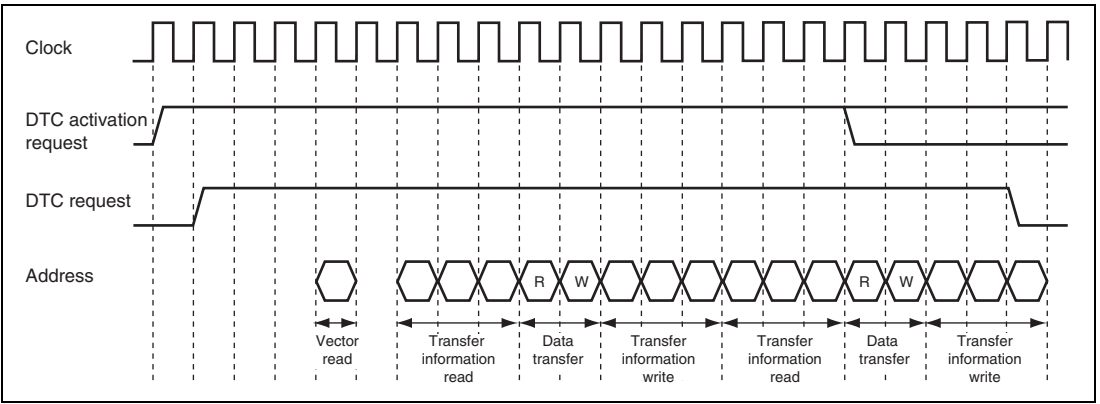 Clock
DTC activation
request
DTC request
Address
R W R W
Vector
read
Transfer
information
read
Data
transfer
Transfer
information
write
Transfer
information
read
Data
transfer
Transfer
information
write